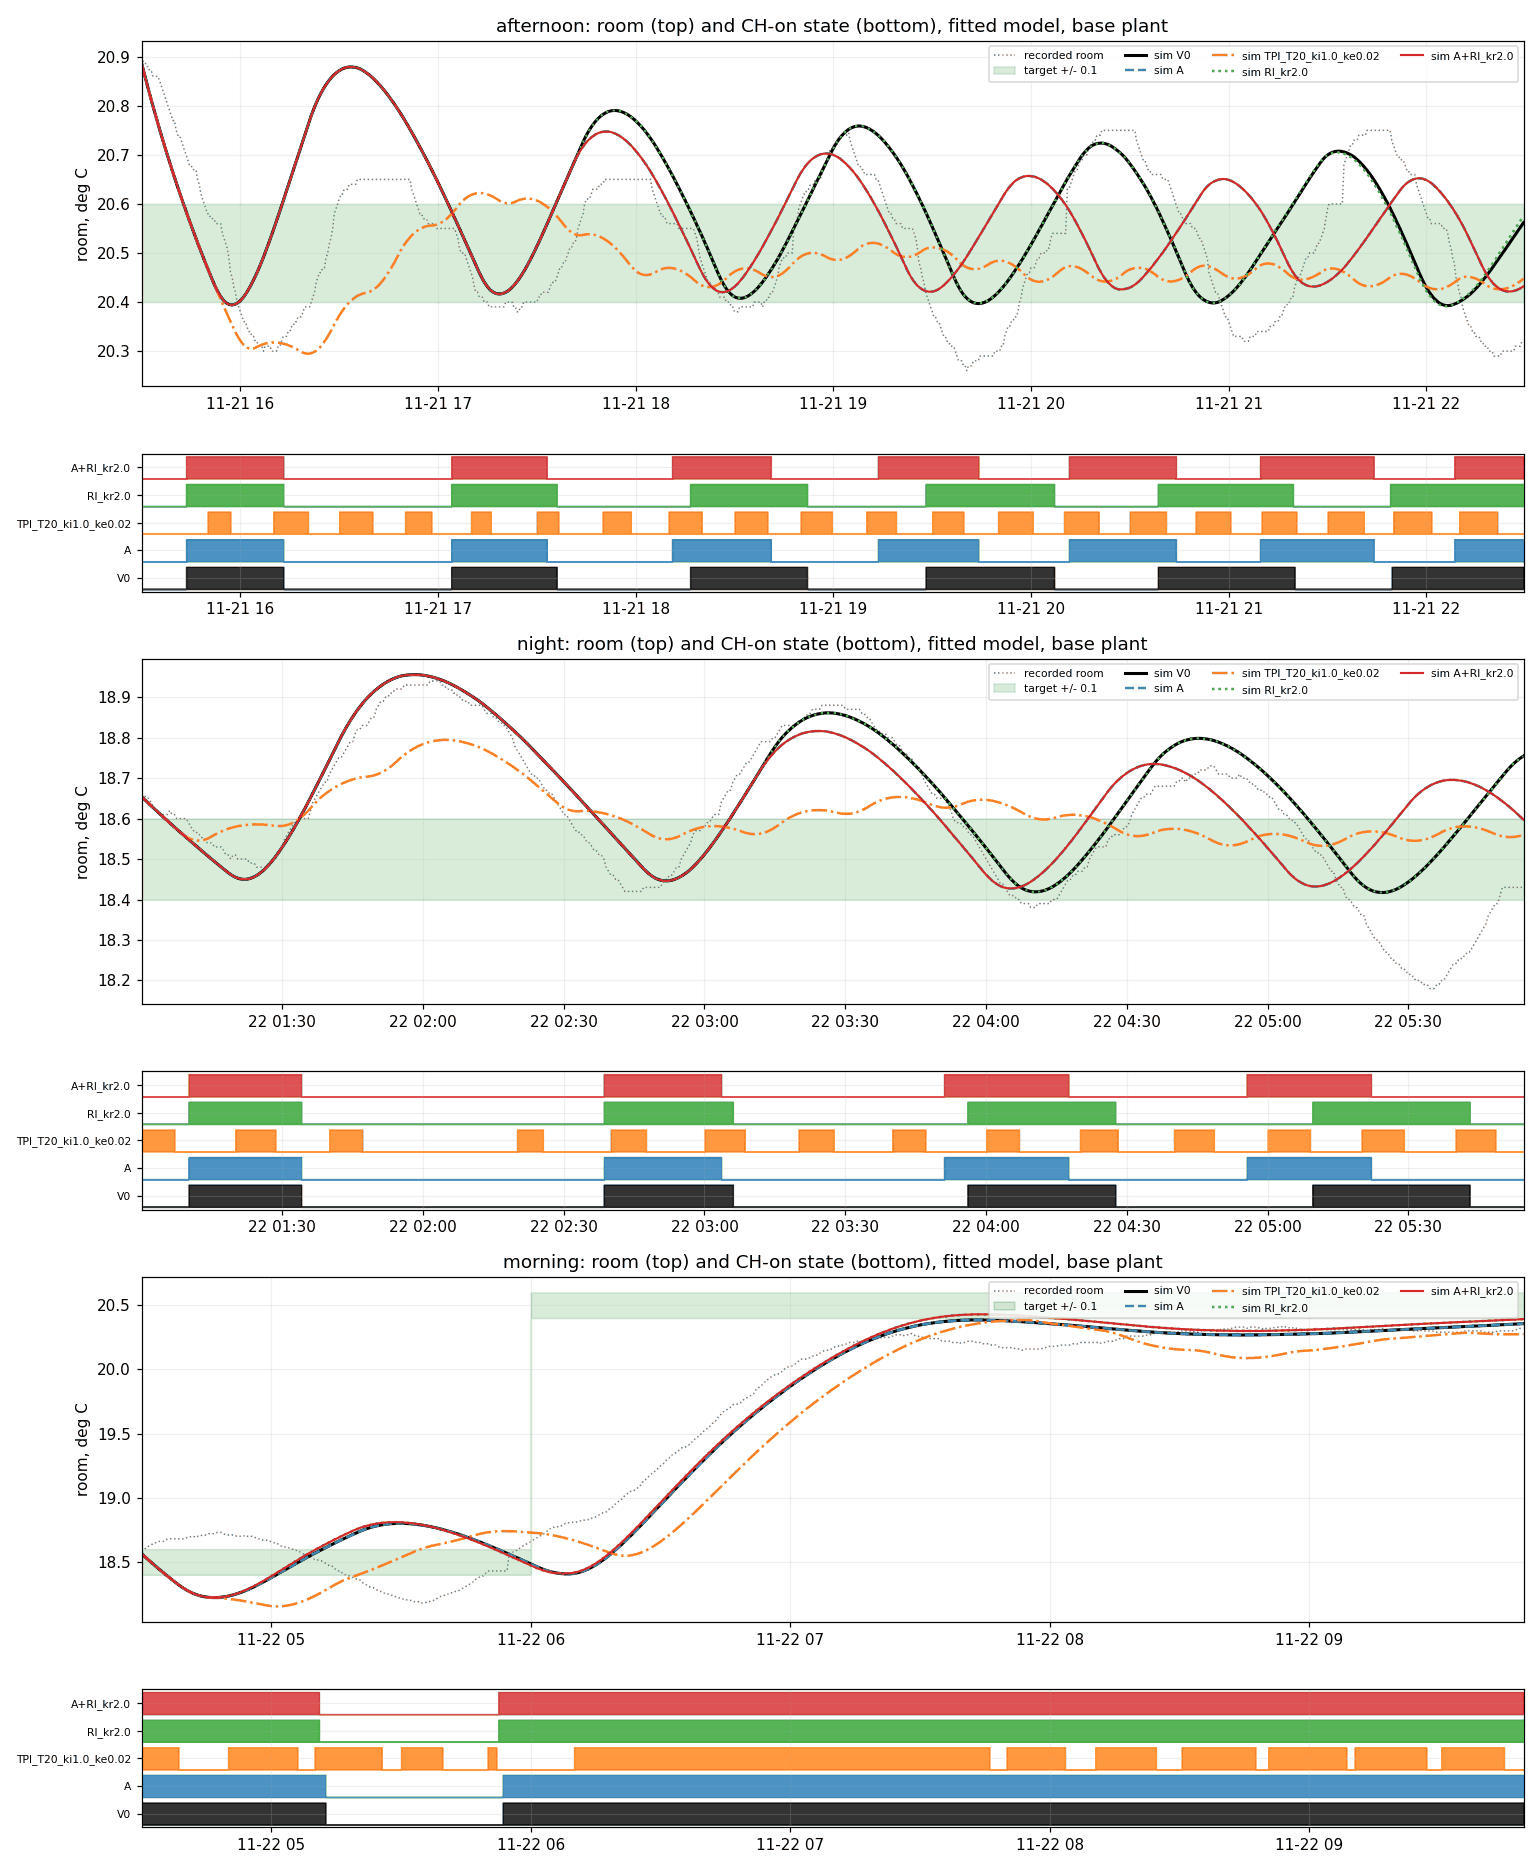 afternoon: room (top) and CH-on state (bottom), fitted model, base plant
room, deg C
20.9
20.8
20.7
20.6
20.5
20.4
20.3
recorded room
target +/- 0.1
sim V0
sim A
sim TPI_T20_ki1.0_ke0.02
sim RI_kr2.0
sim A+RI_kr2.0
11-21 16 11-21 17 11-21 18 11-21 19 11-21 20 11-21 21 11-21 22
A+RI_kr2.0
RI_kr2.0
TPI_T20_ki1.0_ke0.02
A
V0
11-21 16 11-21 17 11-21 18 11-21 19 11-21 20 11-21 21 11-21 22
night: room (top) and CH-on state (bottom), fitted model, base plant
room, deg C
18.9
18.8
18.7
18.6
18.5
18.4
18.3
18.2
recorded room
target +/- 0.1
sim V0
sim A
sim TPI_T20_ki1.0_ke0.02
sim RI_kr2.0
sim A+RI_kr2.0
22 01:30 22 02:00 22 02:30 22 03:00 22 03:30 22 04:00 22 04:30 22 05:00 22 05:30
A+RI_kr2.0
RI_kr2.0
TPI_T20_ki1.0_ke0.02
A
V0
22 01:30 22 02:00 22 02:30 22 03:00 22 03:30 22 04:00 22 04:30 22 05:00 22 05:30
morning: room (top) and CH-on state (bottom), fitted model, base plant
room, deg C
20.5
20.0
19.5
19.0
18.5
recorded room
target +/- 0.1
sim V0
sim A
sim TPI_T20_ki1.0_ke0.02
sim RI_kr2.0
sim A+RI_kr2.0
11-22 05 11-22 06 11-22 07 11-22 08 11-22 09
A+RI_kr2.0
RI_kr2.0
TPI_T20_ki1.0_ke0.02
A
V0
11-22 05 11-22 06 11-22 07 11-22 08 11-22 09